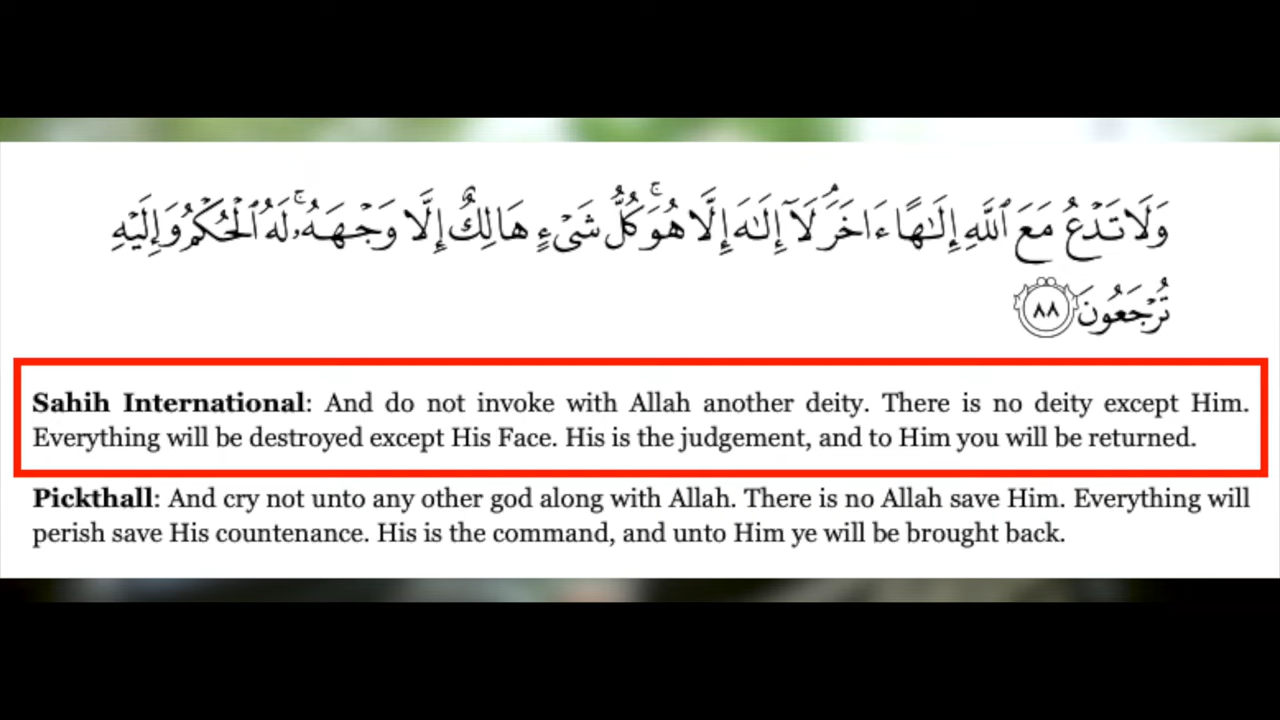 وَلَا تَدْعُ مَعَ ٱللَّهِ إِلَٰهًا ءَاخَرَ ۘ لَآ إِلَٰهَ إِلَّا هُوَ ۚ كُلُّ شَىْءٍ هَالِكٌ إِلَّا وَجْهَهُۥ ۚ لَهُ ٱلْحُكْمُ وَإِلَيْهِ
تُرْجَعُونَ ٨٨
Sahih International: And do not invoke with Allah another deity. There is no deity except Him.
Everything will be destroyed except His Face. His is the judgement, and to Him you will be returned.
Pickthall: And cry not unto any other god along with Allah. There is no Allah save Him. Everything will
perish save His countenance. His is the command, and unto Him ye will be brought back.